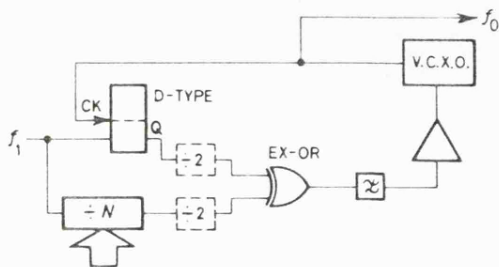 f0
V.C.X.O.
CK
D-TYPE
Q
f1
÷2
EX-OR
÷N
÷2